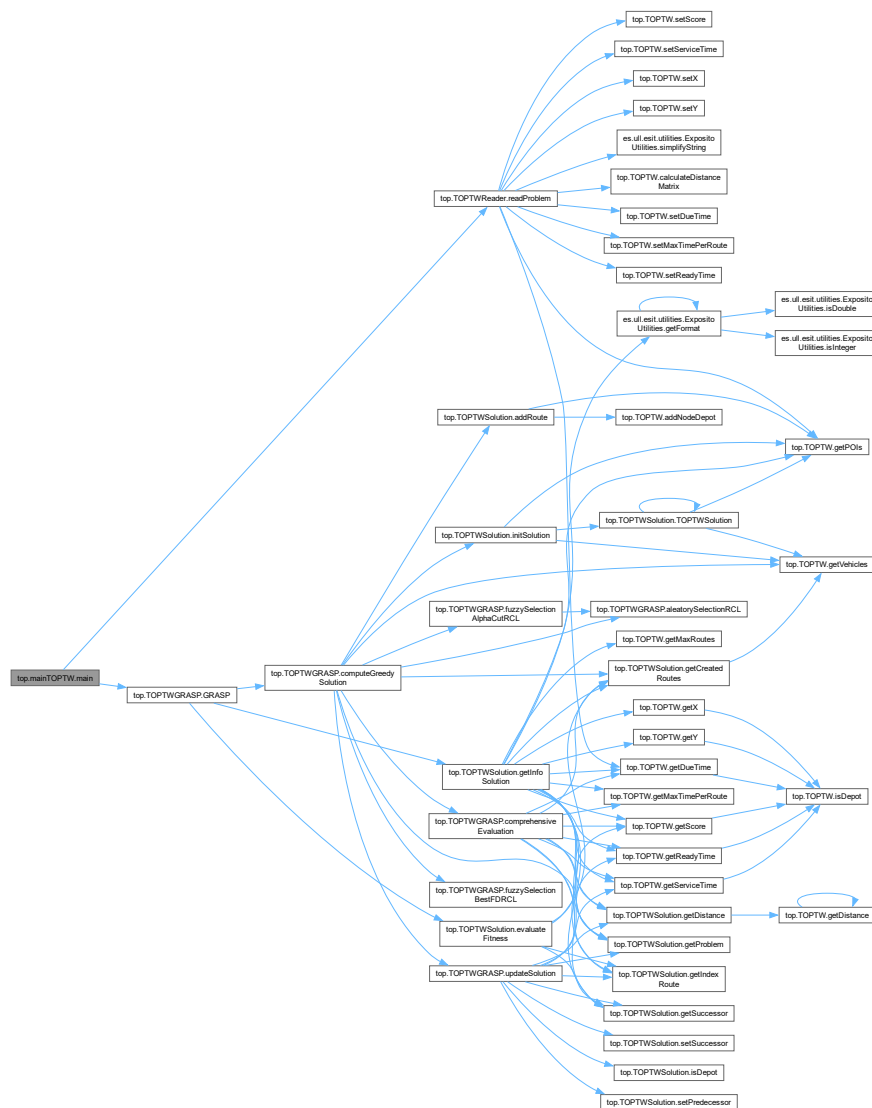 top.TOPTW.setScore
top.TOPTW.setServiceTime
top.TOPTW.setX
top.TOPTW.setY
es.ull.esit.utilities.Exposito
Utilities.simplifyString
top.TOPTW.calculateDistance
Matrix
top.TOPTWReader.readProblem
top.TOPTW.setDueTime
top.TOPTW.setMaxTimePerRoute
top.TOPTW.setReadyTime
es.ull.esit.utilities.Exposito
Utilities.isDouble
es.ull.esit.utilities.Exposito
Utilities.getFormat
es.ull.esit.utilities.Exposito
Utilities.isInteger
top.TOPTWSolution.addRoute
top.TOPTW.addNodeDepot
top.TOPTW.getPOIs
top.TOPTWSolution.TOPTWSolution
top.TOPTWSolution.initSolution
top.TOPTW.getVehicles
top.TOPTWGRASP.fuzzySelection
AlphaCutRCL
top.TOPTWGRASP.aleatorySelectionRCL
top.TOPTW.getMaxRoutes
top.mainTOPTW.main
top.TOPTWGRASP.GRASP
top.TOPTWGRASP.computeGreedy
Solution
top.TOPTWSolution.getCreated
Routes
top.TOPTW.getX
top.TOPTW.getY
top.TOPTWSolution.getInfo
Solution
top.TOPTW.getDueTime
top.TOPTW.getMaxTimePerRoute
top.TOPTW.isDepot
top.TOPTWGRASP.comprehensive
Evaluation
top.TOPTW.getScore
top.TOPTW.getReadyTime
top.TOPTWGRASP.fuzzySelection
BestFDRCL
top.TOPTW.getServiceTime
top.TOPTWSolution.getDistance
top.TOPTW.getDistance
top.TOPTWSolution.evaluate
Fitness
top.TOPTWSolution.getProblem
top.TOPTWGRASP.updateSolution
top.TOPTWSolution.getIndex
Route
top.TOPTWSolution.getSuccessor
top.TOPTWSolution.setSuccessor
top.TOPTWSolution.isDepot
top.TOPTWSolution.setPredecessor